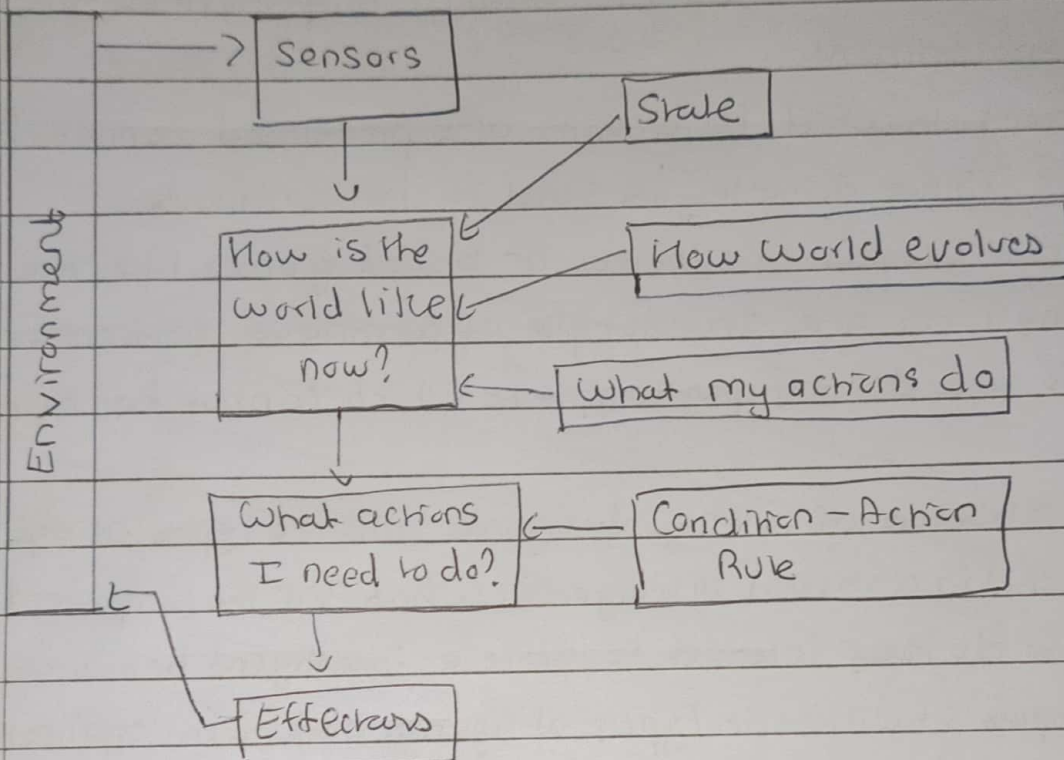 Sensors
State
Environment
How is the
world like
now?
How world evolves
What my actions do
What actions
I need to do?
Condition-Action
Rule
Effectors